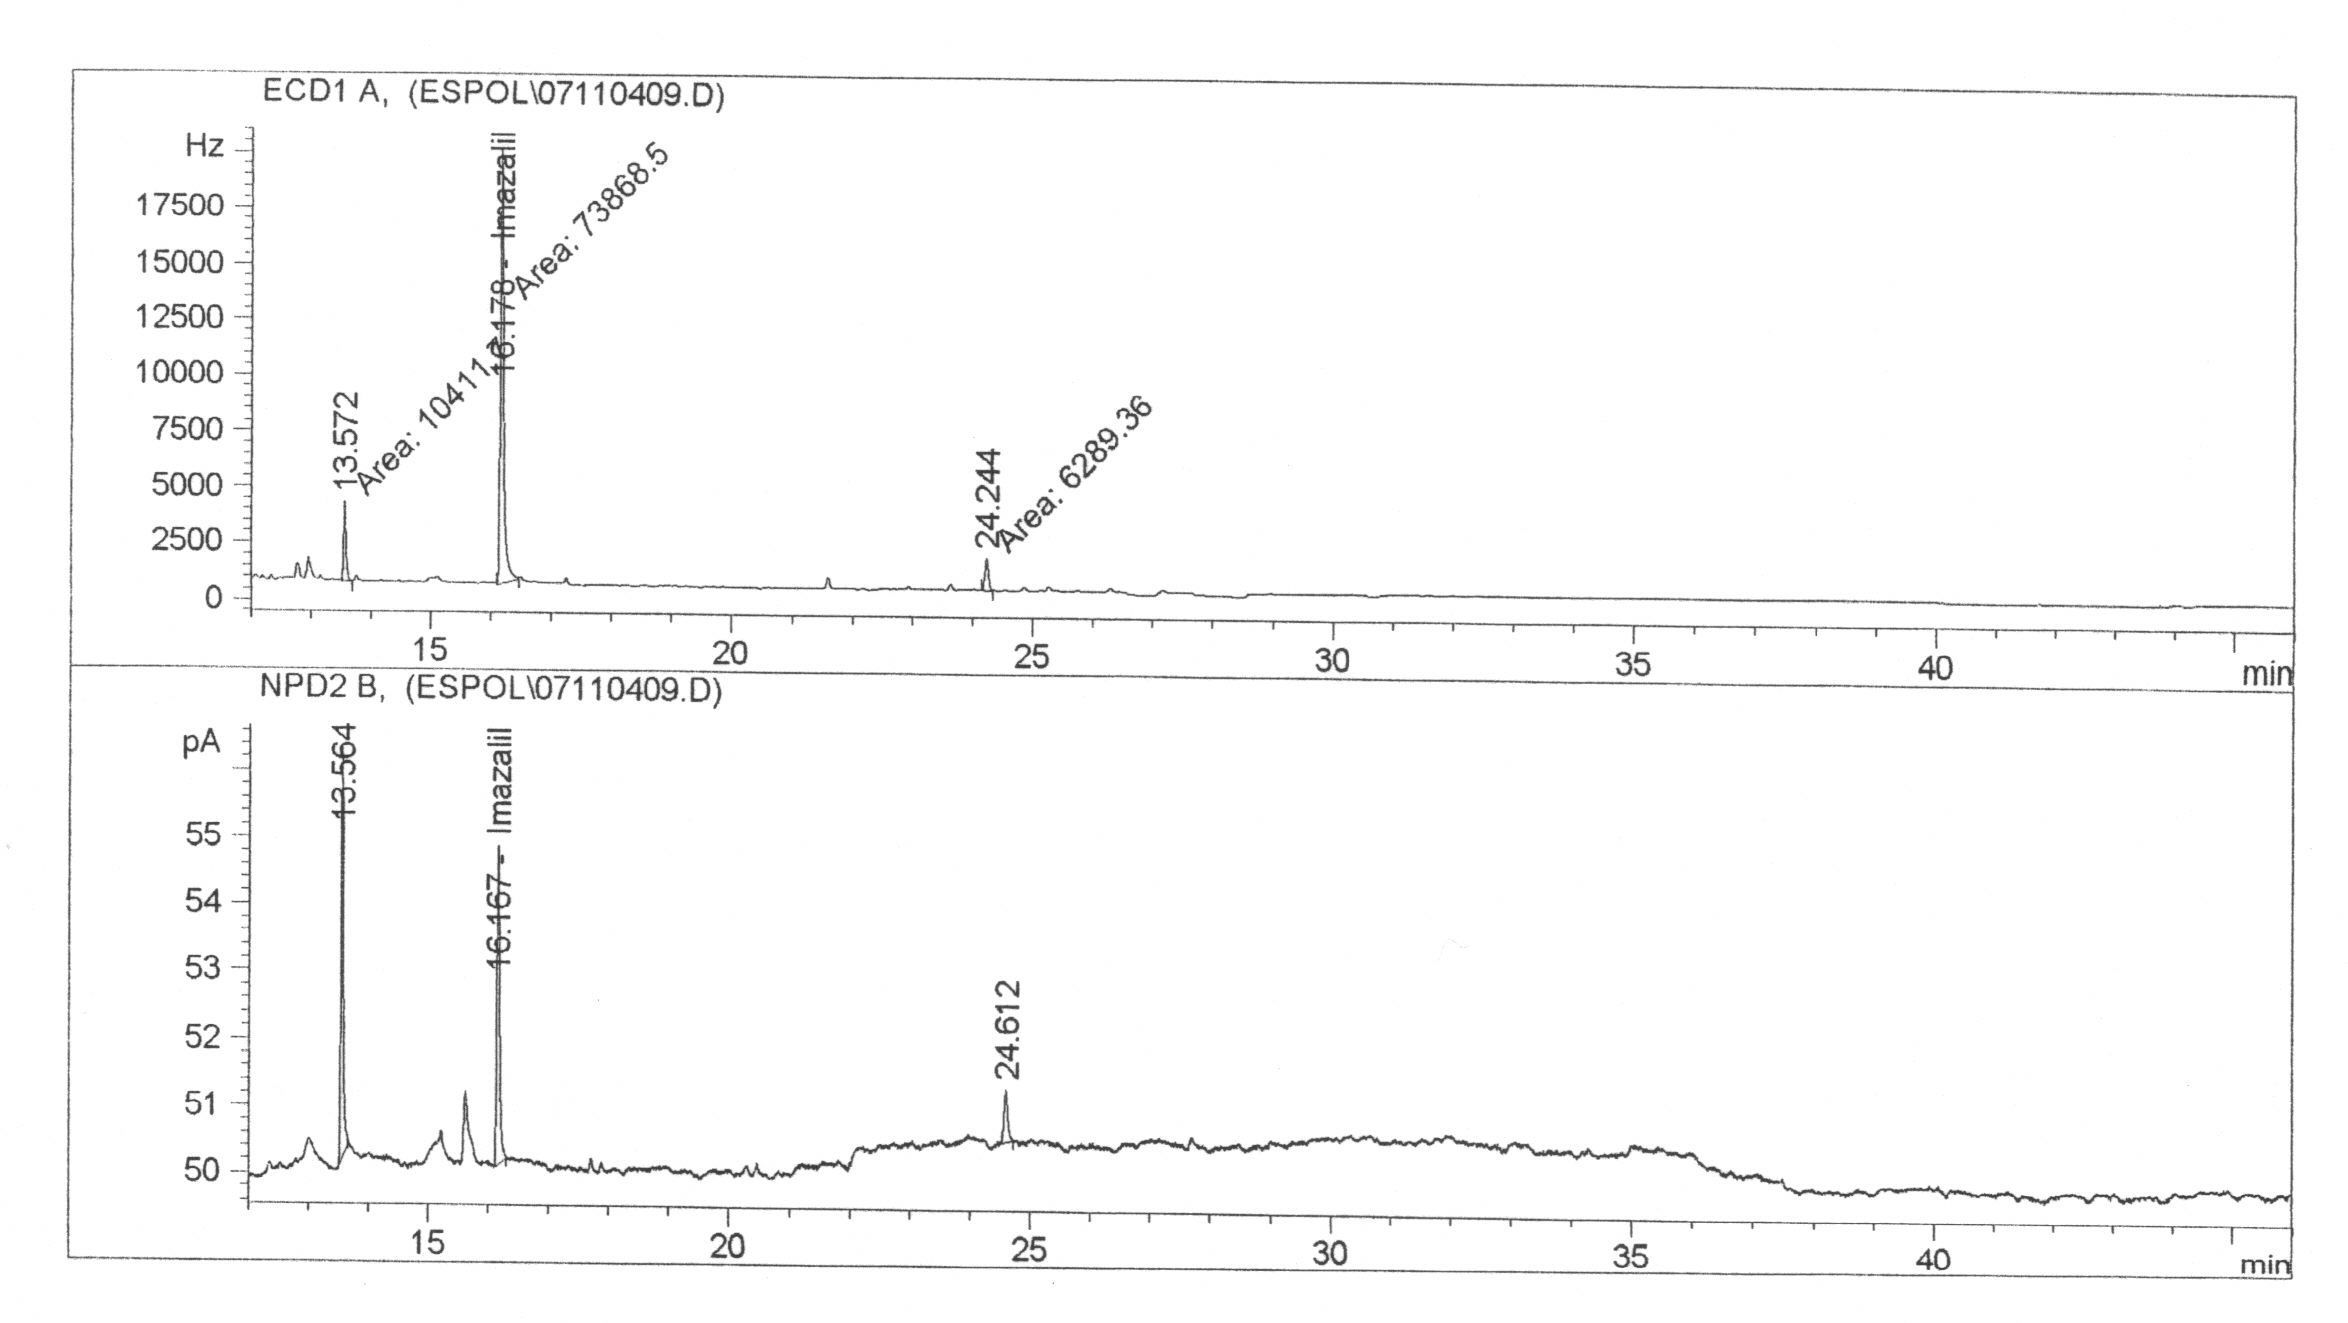 ECD1 A, (ESPOL\07110409.D)
Hz
17500
15000
12500
10000
7500
5000
2500
0
13.572
Area: 10411
16.178 - Imazalil
Area: 73868.5
24.244
Area: 6289.36
15 20 25 30 35 40 min
NPD2 B, (ESPOL\07110409.D)
pA
55
54
53
52
51
50
13.564
16.167 - Imazalil
24.612
15 20 25 30 35 40 min